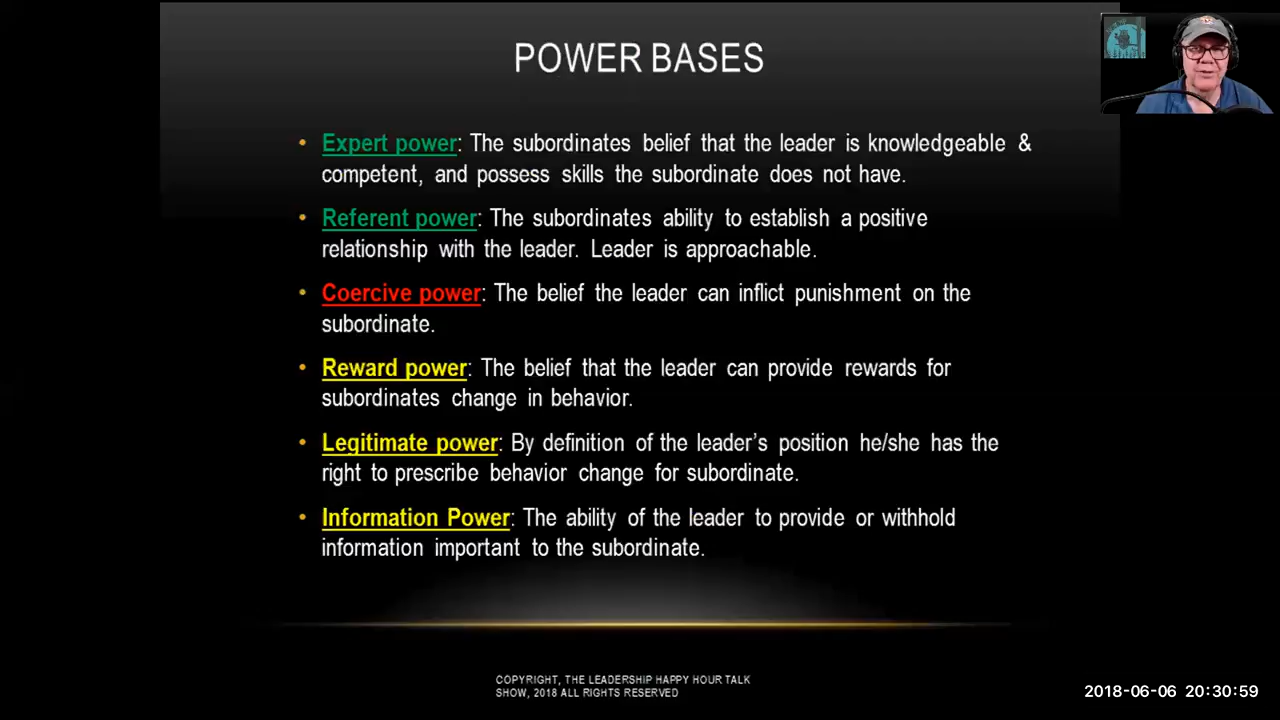 POWER BASES
• Expert power: The subordinates belief that the leader is knowledgeable &
competent, and possess skills the subordinate does not have.
• Referent power: The subordinates ability to establish a positive
relationship with the leader. Leader is approachable.
• Coercive power: The belief the leader can inflict punishment on the
subordinate.
• Reward power: The belief that the leader can provide rewards for
subordinates change in behavior.
• Legitimate power: By definition of the leader's position he/she has the
right to prescribe behavior change for subordinate.
• Information Power: The ability of the leader to provide or withhold
information important to the subordinate.
COPYRIGHT, THE LEADERSHIP HAPPY HOUR TALK
SHOW, 2018 ALL RIGHTS RESERVED
2018-06-06 20:30:59